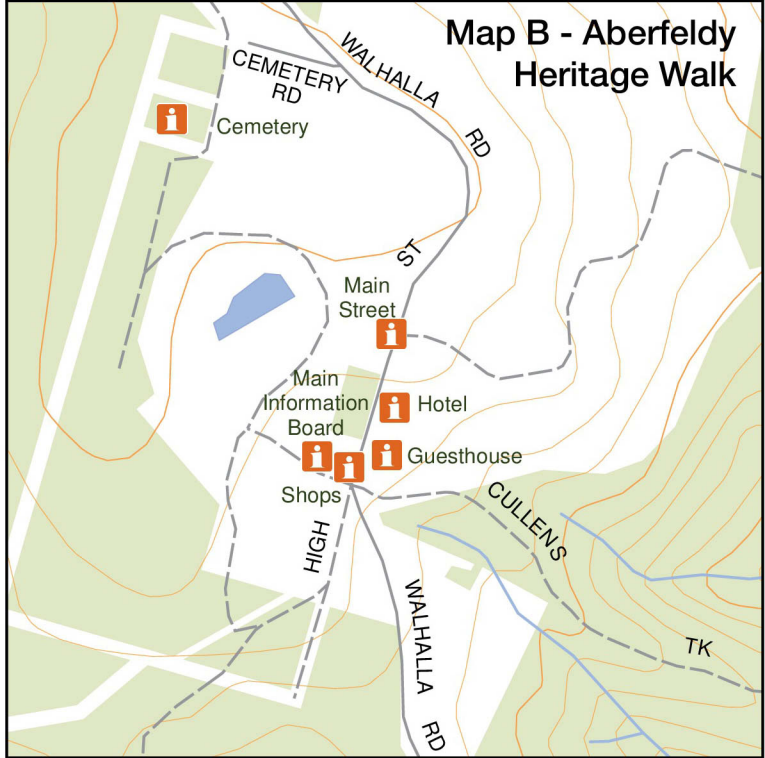 Map B - Aberfeldy
Heritage Walk
WALHALLA
RD
CEMETERY
RD
Cemetery
ST
Main
Street
Main
Information
Board
Hotel
Guesthouse
Shops
HIGH
CULLENS
TK
WALHALLA
RD